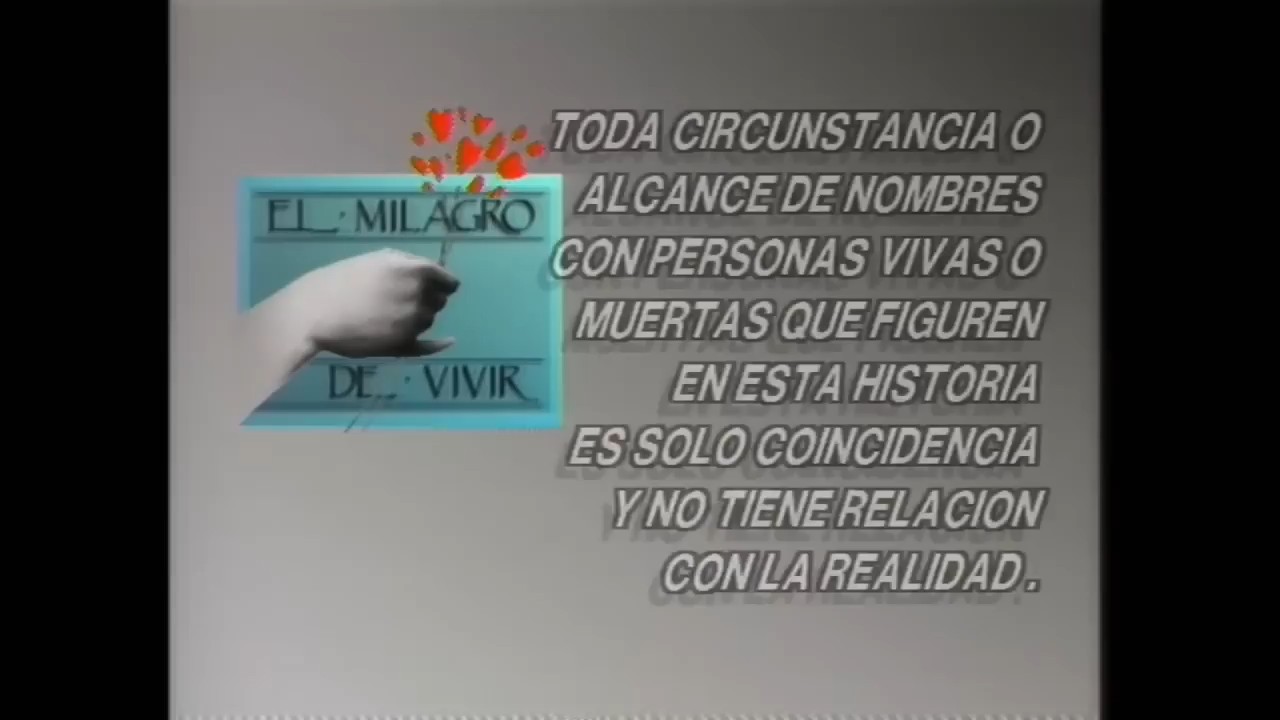 EL · MILAGRO
DE · VIVIR
TODA CIRCUNSTANCIA O
ALCANCE DE NOMBRES
CON PERSONAS VIVAS O
MUERTAS QUE FIGUREN
EN ESTA HISTORIA
ES SOLO COINCIDENCIA
Y NO TIENE RELACION
CON LA REALIDAD.